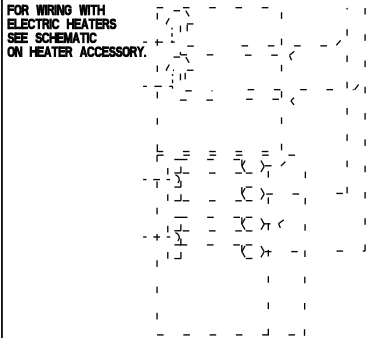 FOR WIRING WITH
ELECTRIC HEATERS
SEE SCHEMATIC
ON HEATER ACCESSORY.